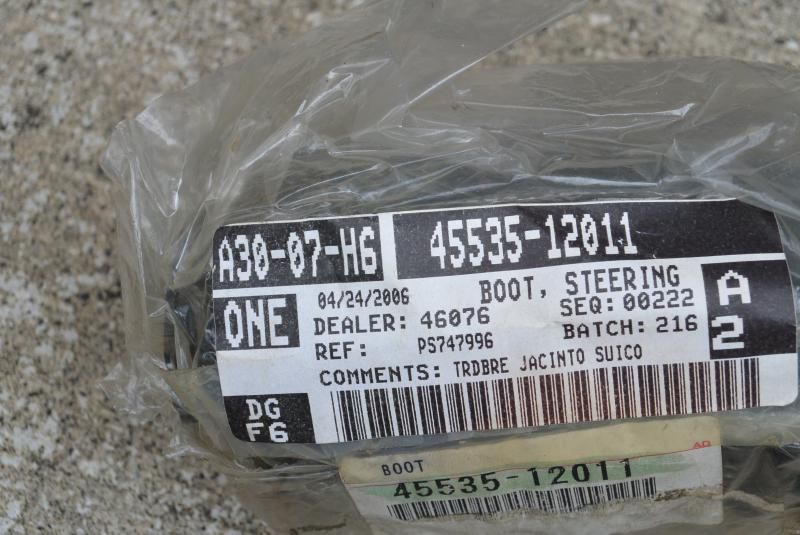 A30-07-H6 45535-12011
ONE 04/24/2006 BOOT, STEERING A
DEALER: 46076 SEQ: 00222
REF: PS747996 BATCH: 216 2
COMMENTS: TRDBRE JACINTO SUICO
DG
F6
BOOT
45535-12011